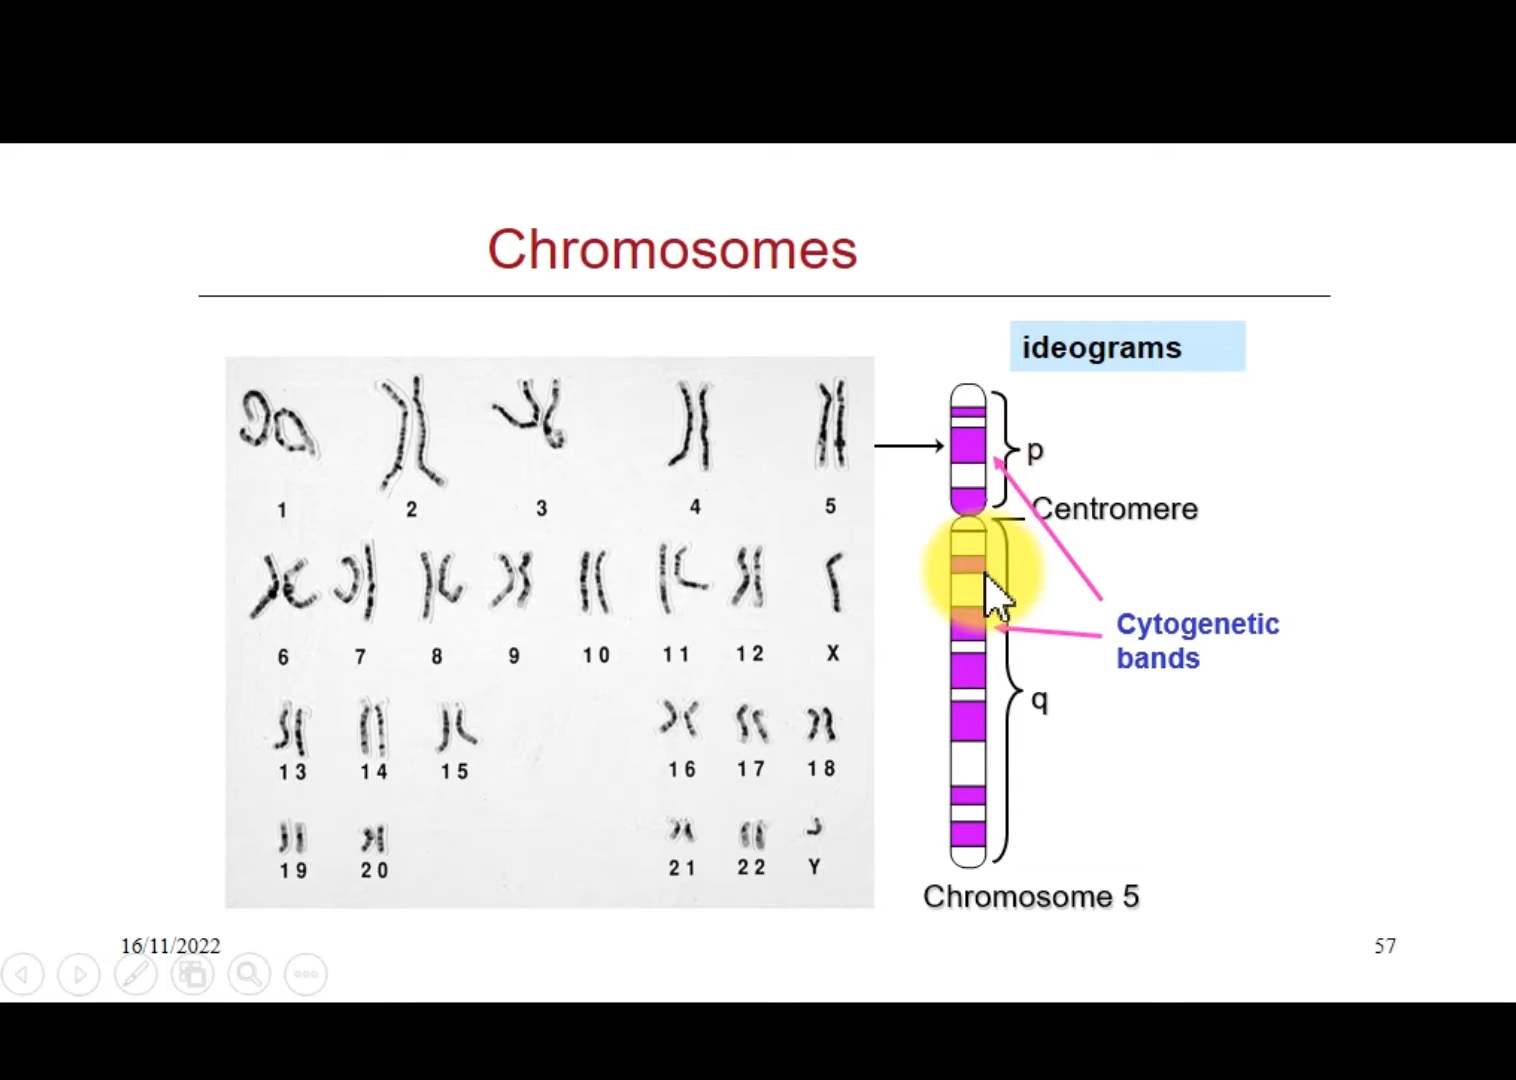 Chromosomes
ideograms
p
Centromere
1 2 3 4 5
Cytogenetic
bands
6 7 8 9 10 11 12 X
q
13 14 15 16 17 18
19 20 21 22 Y
Chromosome 5
16/11/2022
57